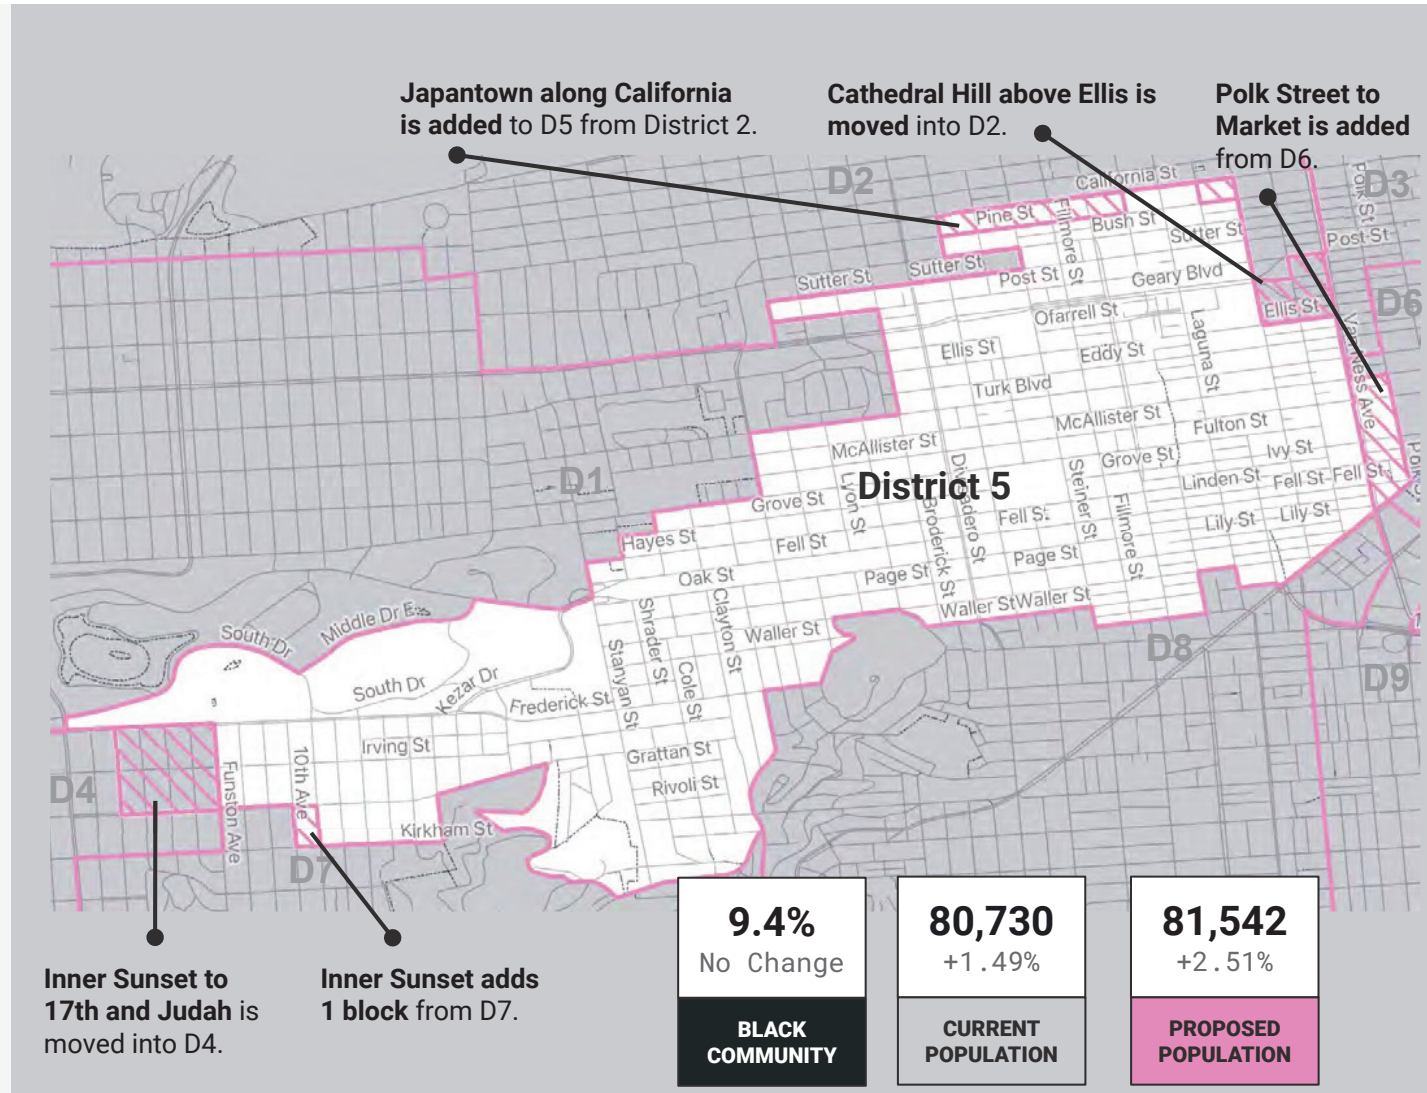 Japantown along California
is added to D5 from District 2.
Cathedral Hill above Ellis is
moved into D2.
Polk Street to
Market is added
from D6.
D2
California St
Polk St
D3
Pine St
Fillmore St
Bush St
Sutter St
Post St
Sutter St
Sutter St
Post St
Geary Blvd
D6
Ofarrell St
Ellis St
Laguna St
Van Ness Ave
Ellis St
Eddy St
Turk Blvd
McAllister St
Fulton St
McAllister St
Ivy St
Grove St
D1
Lyon St
District 5
Divisadero St
Broderick St
Steiner St
Linden St
Fell St
Fell St
Grove St
Fell St
Fillmore St
Lily St
Lily St
Hayes St
Fell St
Page St
Oak St
Page St
Waller St
Waller St
Shrader St
Clayton St
Middle Dr E
South Dr
Waller St
D8
Stanyan St
Cole St
D9
South Dr
Kezar Dr
Frederick St
Irving St
Grattan St
10th Ave
Rivoli St
D4
Funston Ave
Kirkham St
D7
Inner Sunset to
17th and Judah is
moved into D4.
Inner Sunset adds
1 block from D7.
9.4%
No Change
BLACK
COMMUNITY
80,730
+1.49%
CURRENT
POPULATION
81,542
+2.51%
PROPOSED
POPULATION